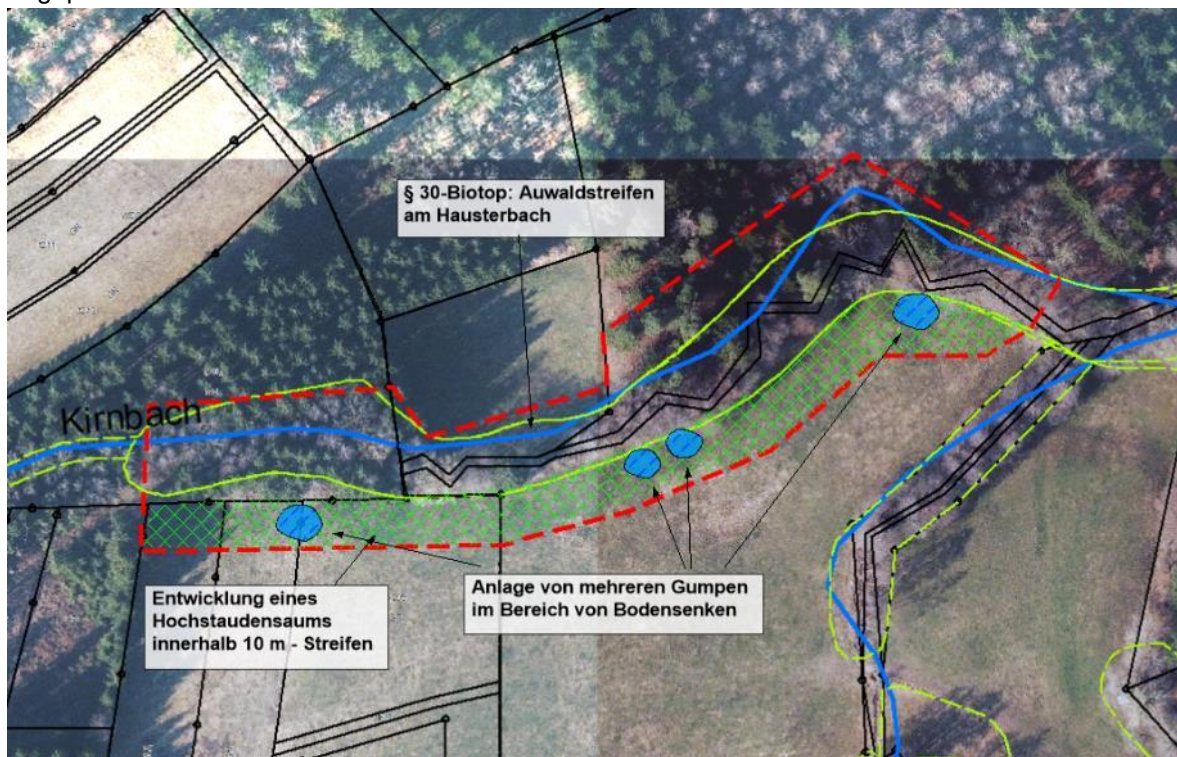 § 30-Biotop: Auwaldstreifen
am Hausterbach
Kirnbach
Entwicklung eines
Hochstaudensaums
innerhalb 10 m - Streifen
Anlage von mehreren Gumpen
im Bereich von Bodensenken